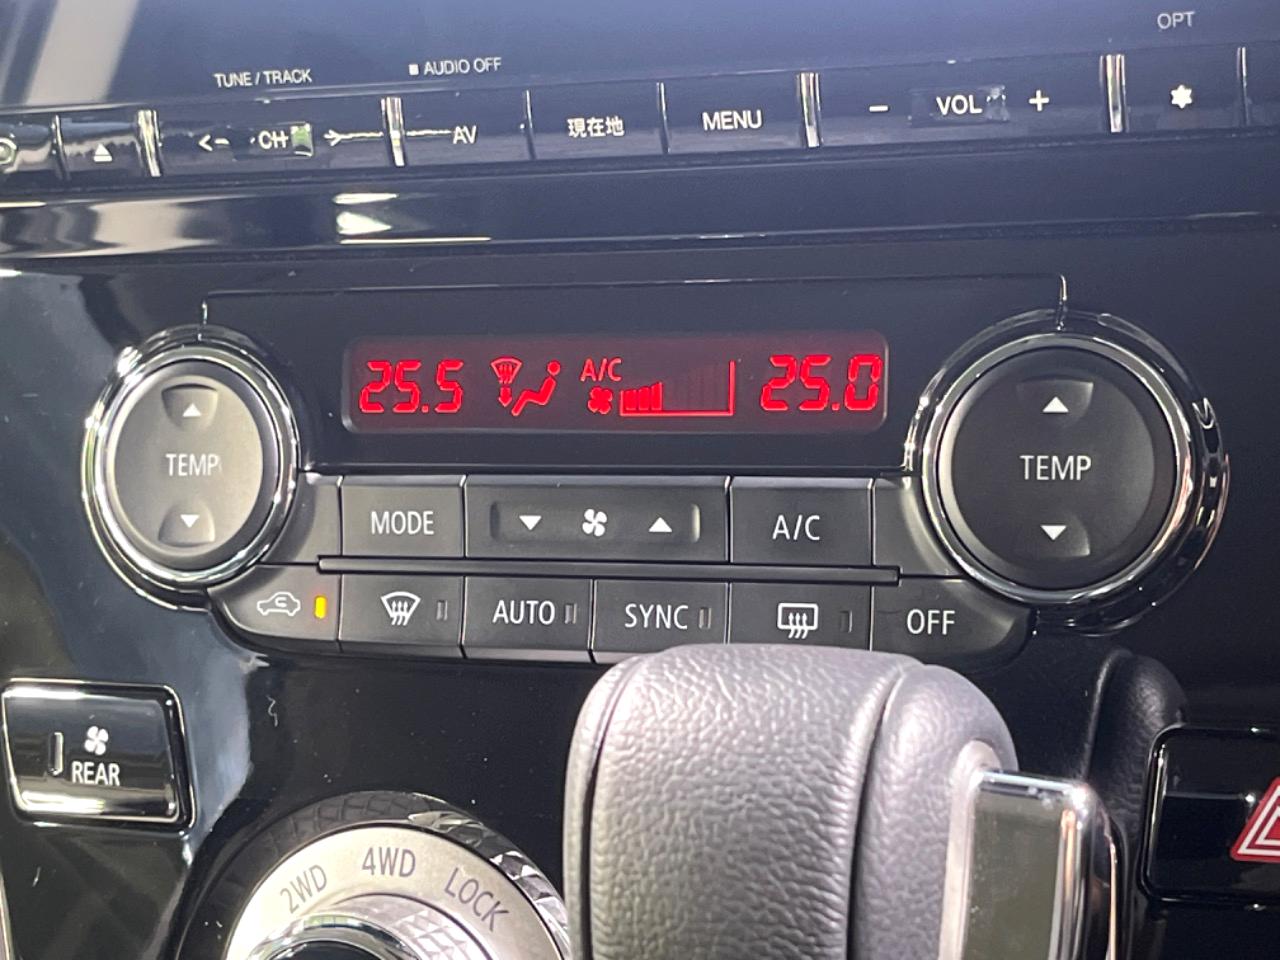 OPT
TUNE / TRACK
AUDIO OFF
CH
AV
現在地
MENU
− VOL +
25.5
A/C
25.0
TEMP
TEMP
MODE
A/C
AUTO
SYNC
OFF
REAR
2WD
4WD
LOCK